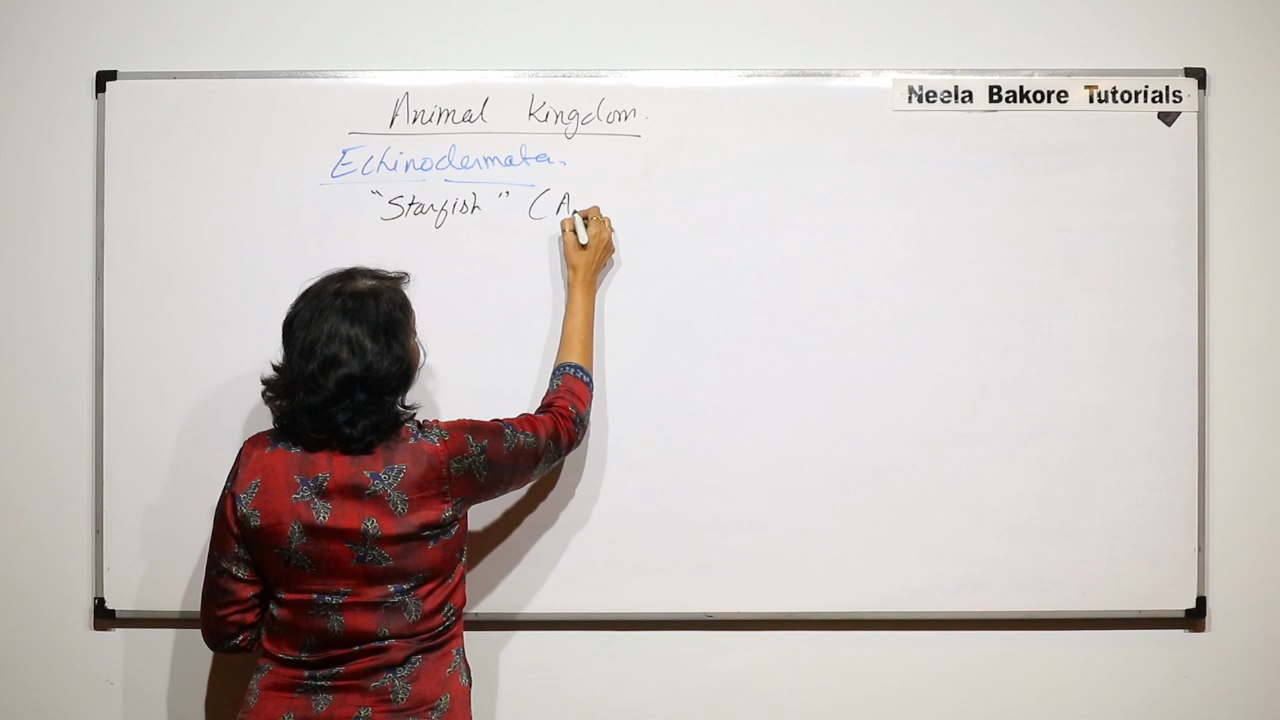 Neela Bakore Tutorials
Animal Kingdom.
Echinodermata.
"Starfish" (A